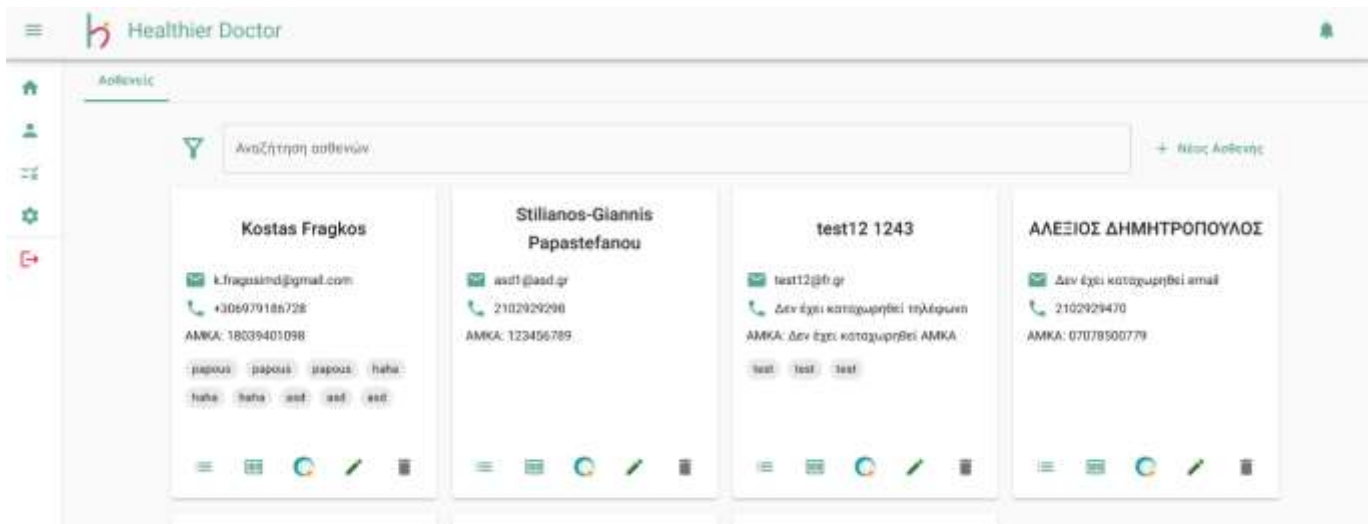 Healthier Doctor
Ασθενείς
Αναζήτηση ασθενών
+ Νέος Ασθενής
Kostas Fragkos
k.fragosimd@gmail.com
+306979186728
ΑΜΚΑ: 18039401098
papous papous papous haha
haha haha asd asd asd
Stilianos-Giannis
Papastefanou
asd1@asd.gr
2102929298
ΑΜΚΑ: 123456789
test12 1243
test12@fr.gr
Δεν έχει καταχωρηθεί τηλέφωνο
ΑΜΚΑ: Δεν έχει καταχωρηθεί ΑΜΚΑ
test test test
ΑΛΕΞΙΟΣ ΔΗΜΗΤΡΟΠΟΥΛΟΣ
Δεν έχει καταχωρηθεί email
2102929470
ΑΜΚΑ: 07078500779